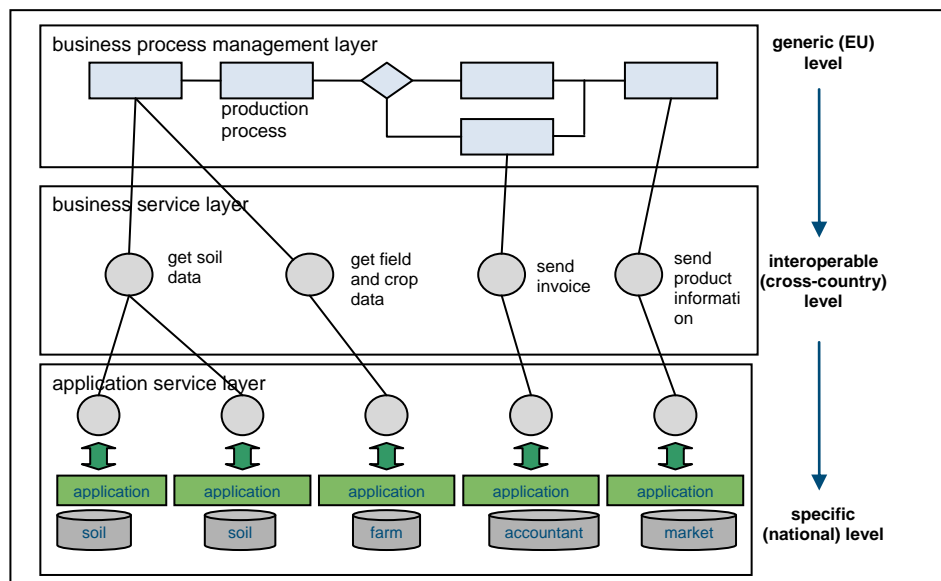 business process management layer
production
process
generic (EU)
level
business service layer
get soil
data
get field
and crop
data
send
invoice
send
product
informati
on
interoperable
(cross-country)
level
application service layer
application
application
application
application
application
soil
soil
farm
accountant
market
specific
(national) level